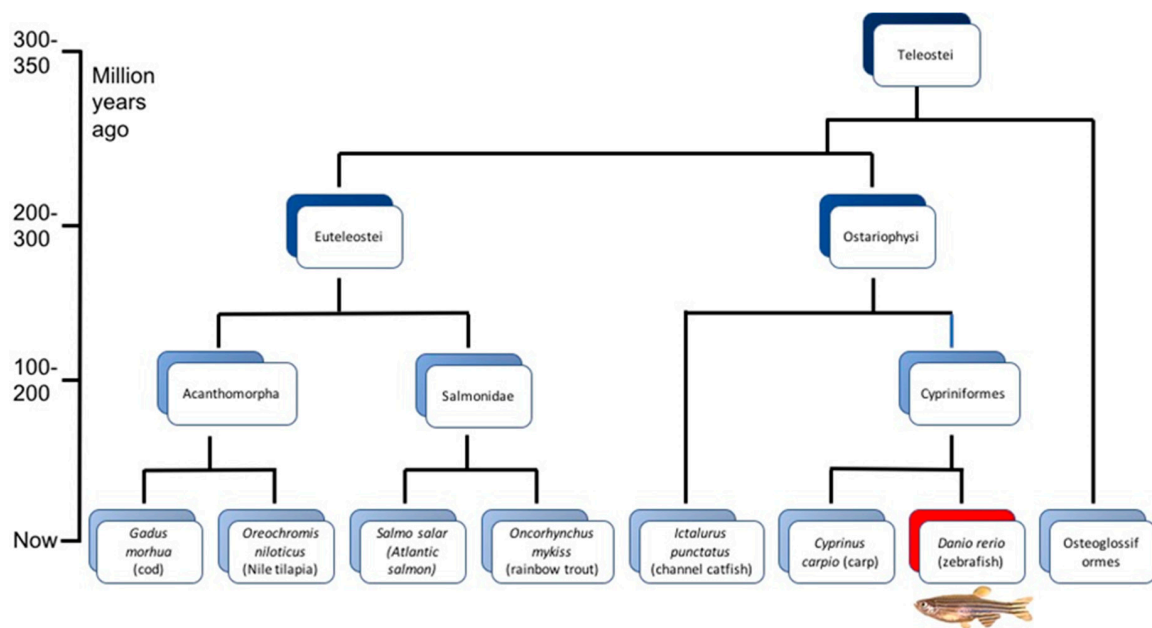 300-
350
Million
years
ago
Teleostei
200-
300
Euteleostei
Ostariophysi
100-
200
Acanthomorpha
Salmonidae
Cypriniformes
Now
Gadus
morhua
(cod)
Oreochromis
niloticus
(Nile tilapia)
Salmo salar
(Atlantic
salmon)
Oncorhynchus
mykiss
(rainbow trout)
Ictalurus
punctatus
(channel catfish)
Cyprinus
carpio (carp)
Danio rerio
(zebrafish)
Osteoglossif
ormes